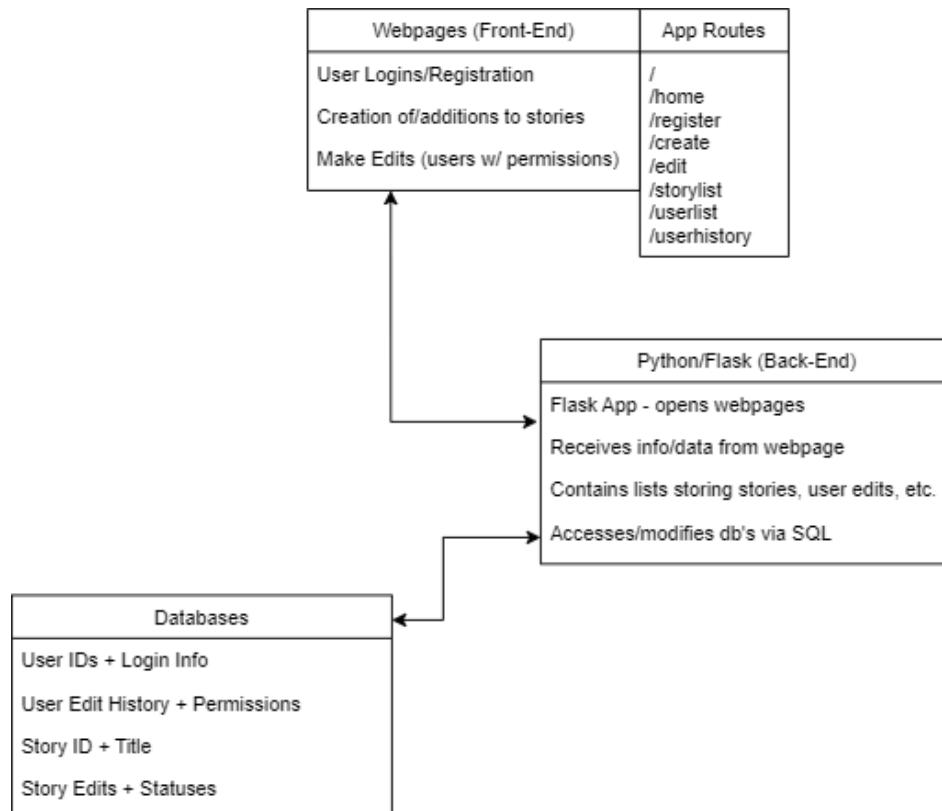 Webpages (Front-End)
User Logins/Registration
Creation of/additions to stories
Make Edits (users w/ permissions)
App Routes
/
/home
/register
/create
/edit
/storylist
/userlist
/userhistory
Python/Flask (Back-End)
Flask App - opens webpages
Receives info/data from webpage
Contains lists storing stories, user edits, etc.
Accesses/modifies db's via SQL
Databases
User IDs + Login Info
User Edit History + Permissions
Story ID + Title
Story Edits + Statuses